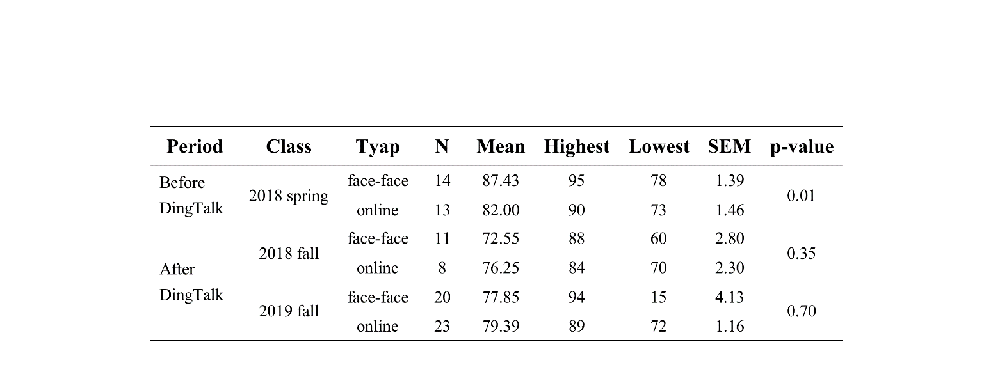 Period Class Tyap N Mean Highest Lowest SEM p-value
Before DingTalk 2018 spring face-face 14 87.43 95 78 1.39 0.01
online 13 82.00 90 73 1.46
After DingTalk 2018 fall face-face 11 72.55 88 60 2.80 0.35
online 8 76.25 84 70 2.30
2019 fall face-face 20 77.85 94 15 4.13 0.70
online 23 79.39 89 72 1.16